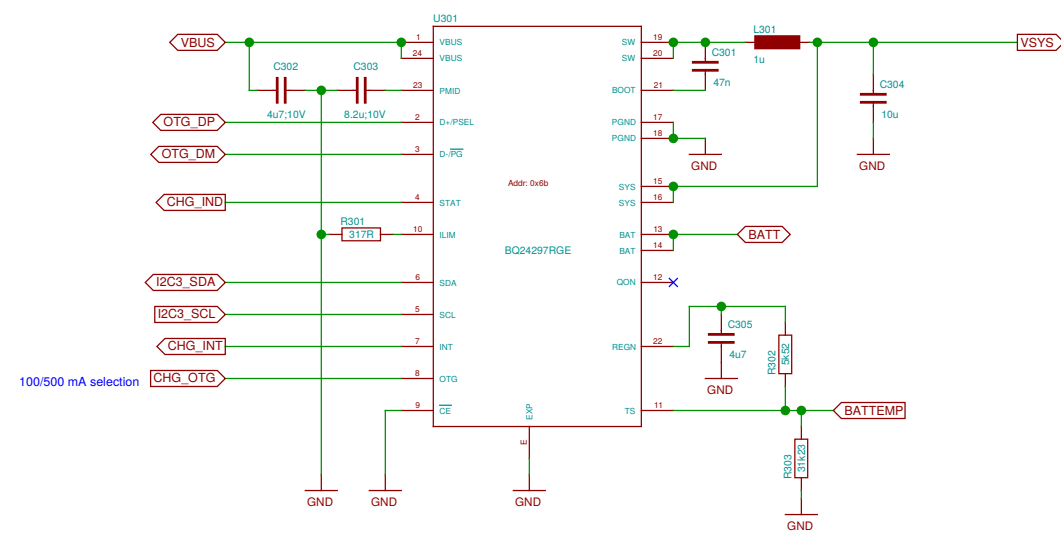 U301
L301
VBUS
1
VBUS
SW
19
VSYS
24
VBUS
SW
20
C301
1u
C302
C303
23
PMID
BOOT
21
47n
C304
4u7;10V
8.2u;10V
10u
OTG_DP
2
D+/PSEL
PGND
17
PGND
18
OTG_DM
3
D-/PG
GND
GND
Addr: 0x6b
SYS
15
CHG_IND
4
STAT
SYS
16
R301
317R
10
ILIM
BAT
13
BATT
BQ24297RGE
BAT
14
I2C3_SDA
6
SDA
QON
12
I2C3_SCL
5
SCL
C305
CHG_INT
7
INT
REGN
22
4u7
R302
5k52
100/500 mA selection
CHG_OTG
8
OTG
GND
9
CE
EXP
TS
11
BATTEMP
E
R303
31k23
GND
GND
GND
GND